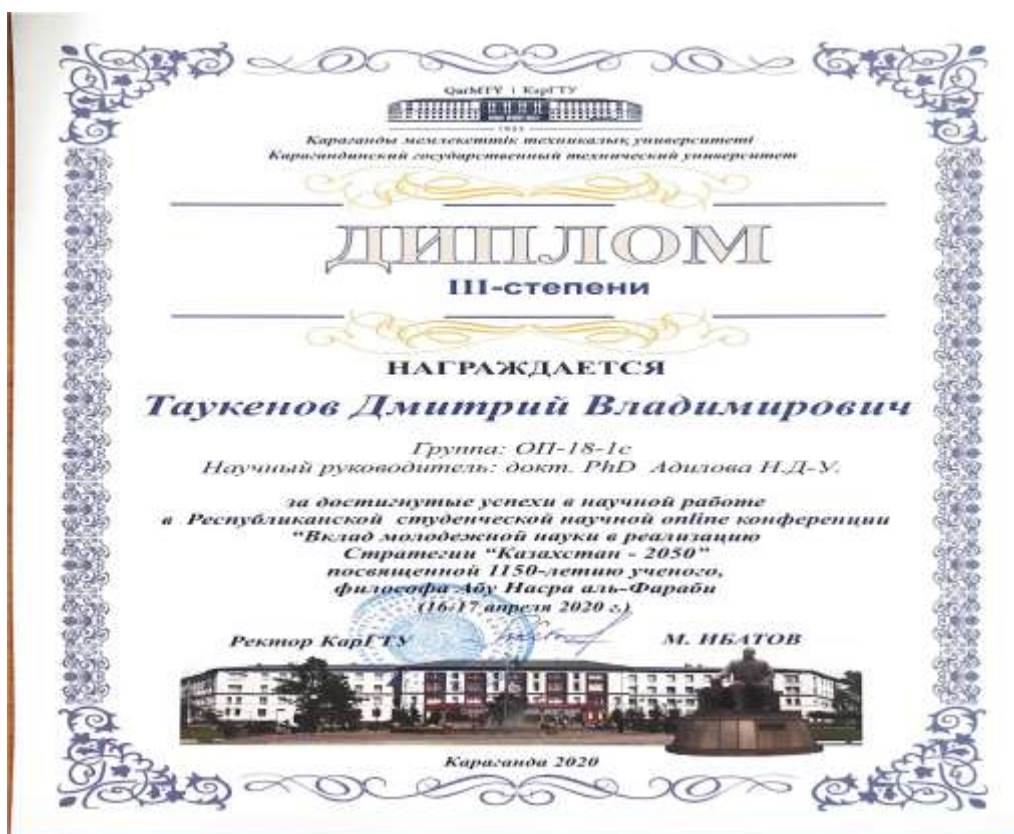 QarMTÝ | КарГТУ
1953
Караганды мемлекеттік техникалық университеті
Карагандинский государственный технический университет
ДИПЛОМ
III-степени
НАГРАЖДАЕТСЯ
Таукенов Дмитрий Владимирович
Группа: ОП-18-1с
Научный руководитель: докт. PhD Адилова Н.Д-У.
за достигнутые успехи в научной работе
в Республиканской студенческой научной online конференции
"Вклад молодежной науки в реализацию
Стратегии "Казахстан - 2050"
посвященной 1150-летию ученого,
философа Абу Насра аль-Фараби
(16-17 апреля 2020 г.)
Ректор КарГТУ М. ИБАТОВ
Караганда 2020